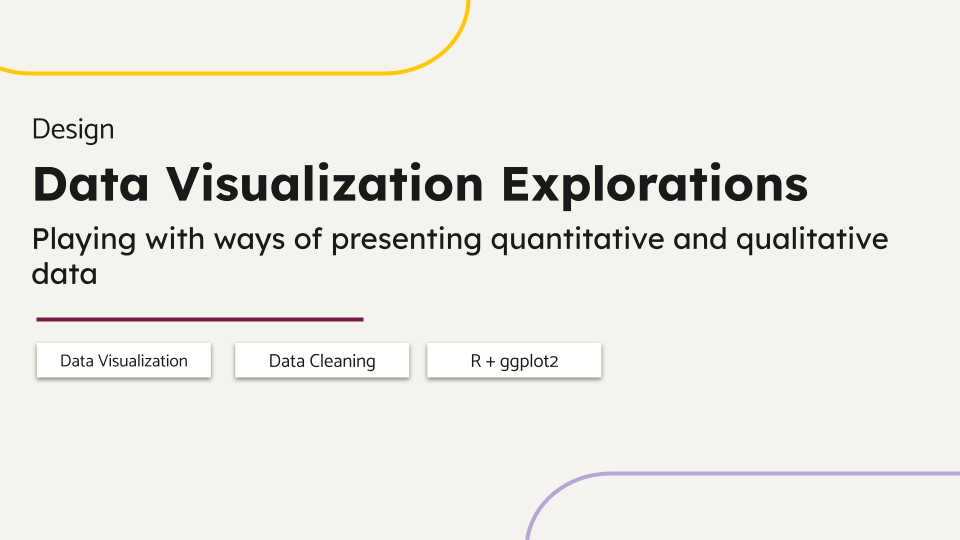 Design
Data Visualization Explorations
Playing with ways of presenting quantitative and qualitative
data
Data Visualization
Data Cleaning
R + ggplot2